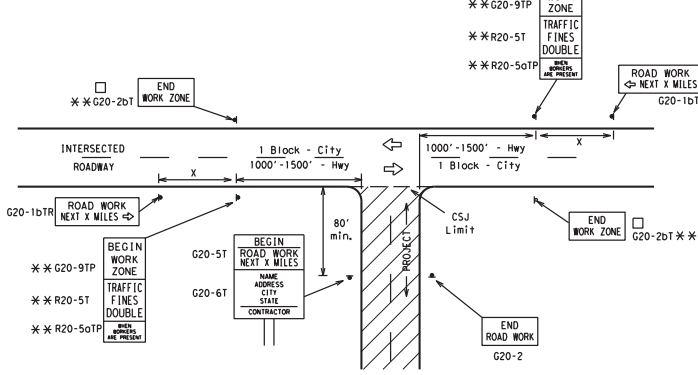 ✳✳G20-9TP
ZONE
✳✳R20-5T
TRAFFIC
FINES
DOUBLE
✳✳R20-5aTP
WHEN
WORKERS
ARE PRESENT
ROAD WORK
⇦ NEXT X MILES
G20-1bT
□
✳✳G20-2bT
END
WORK ZONE
INTERSECTED
ROADWAY
1 Block - City
1000'-1500' - Hwy
1000'-1500' - Hwy
1 Block - City
X
X
G20-1bTR
ROAD WORK
NEXT X MILES ⇨
80'
min.
CSJ
Limit
PROJECT
END
WORK ZONE
□
G20-2bT ✳✳
✳✳G20-9TP
BEGIN
WORK
ZONE
✳✳R20-5T
TRAFFIC
FINES
DOUBLE
✳✳R20-5aTP
WHEN
WORKERS
ARE PRESENT
G20-5T
BEGIN
ROAD WORK
NEXT X MILES
G20-6T
NAME
ADDRESS
CITY
STATE
CONTRACTOR
END
ROAD WORK
G20-2